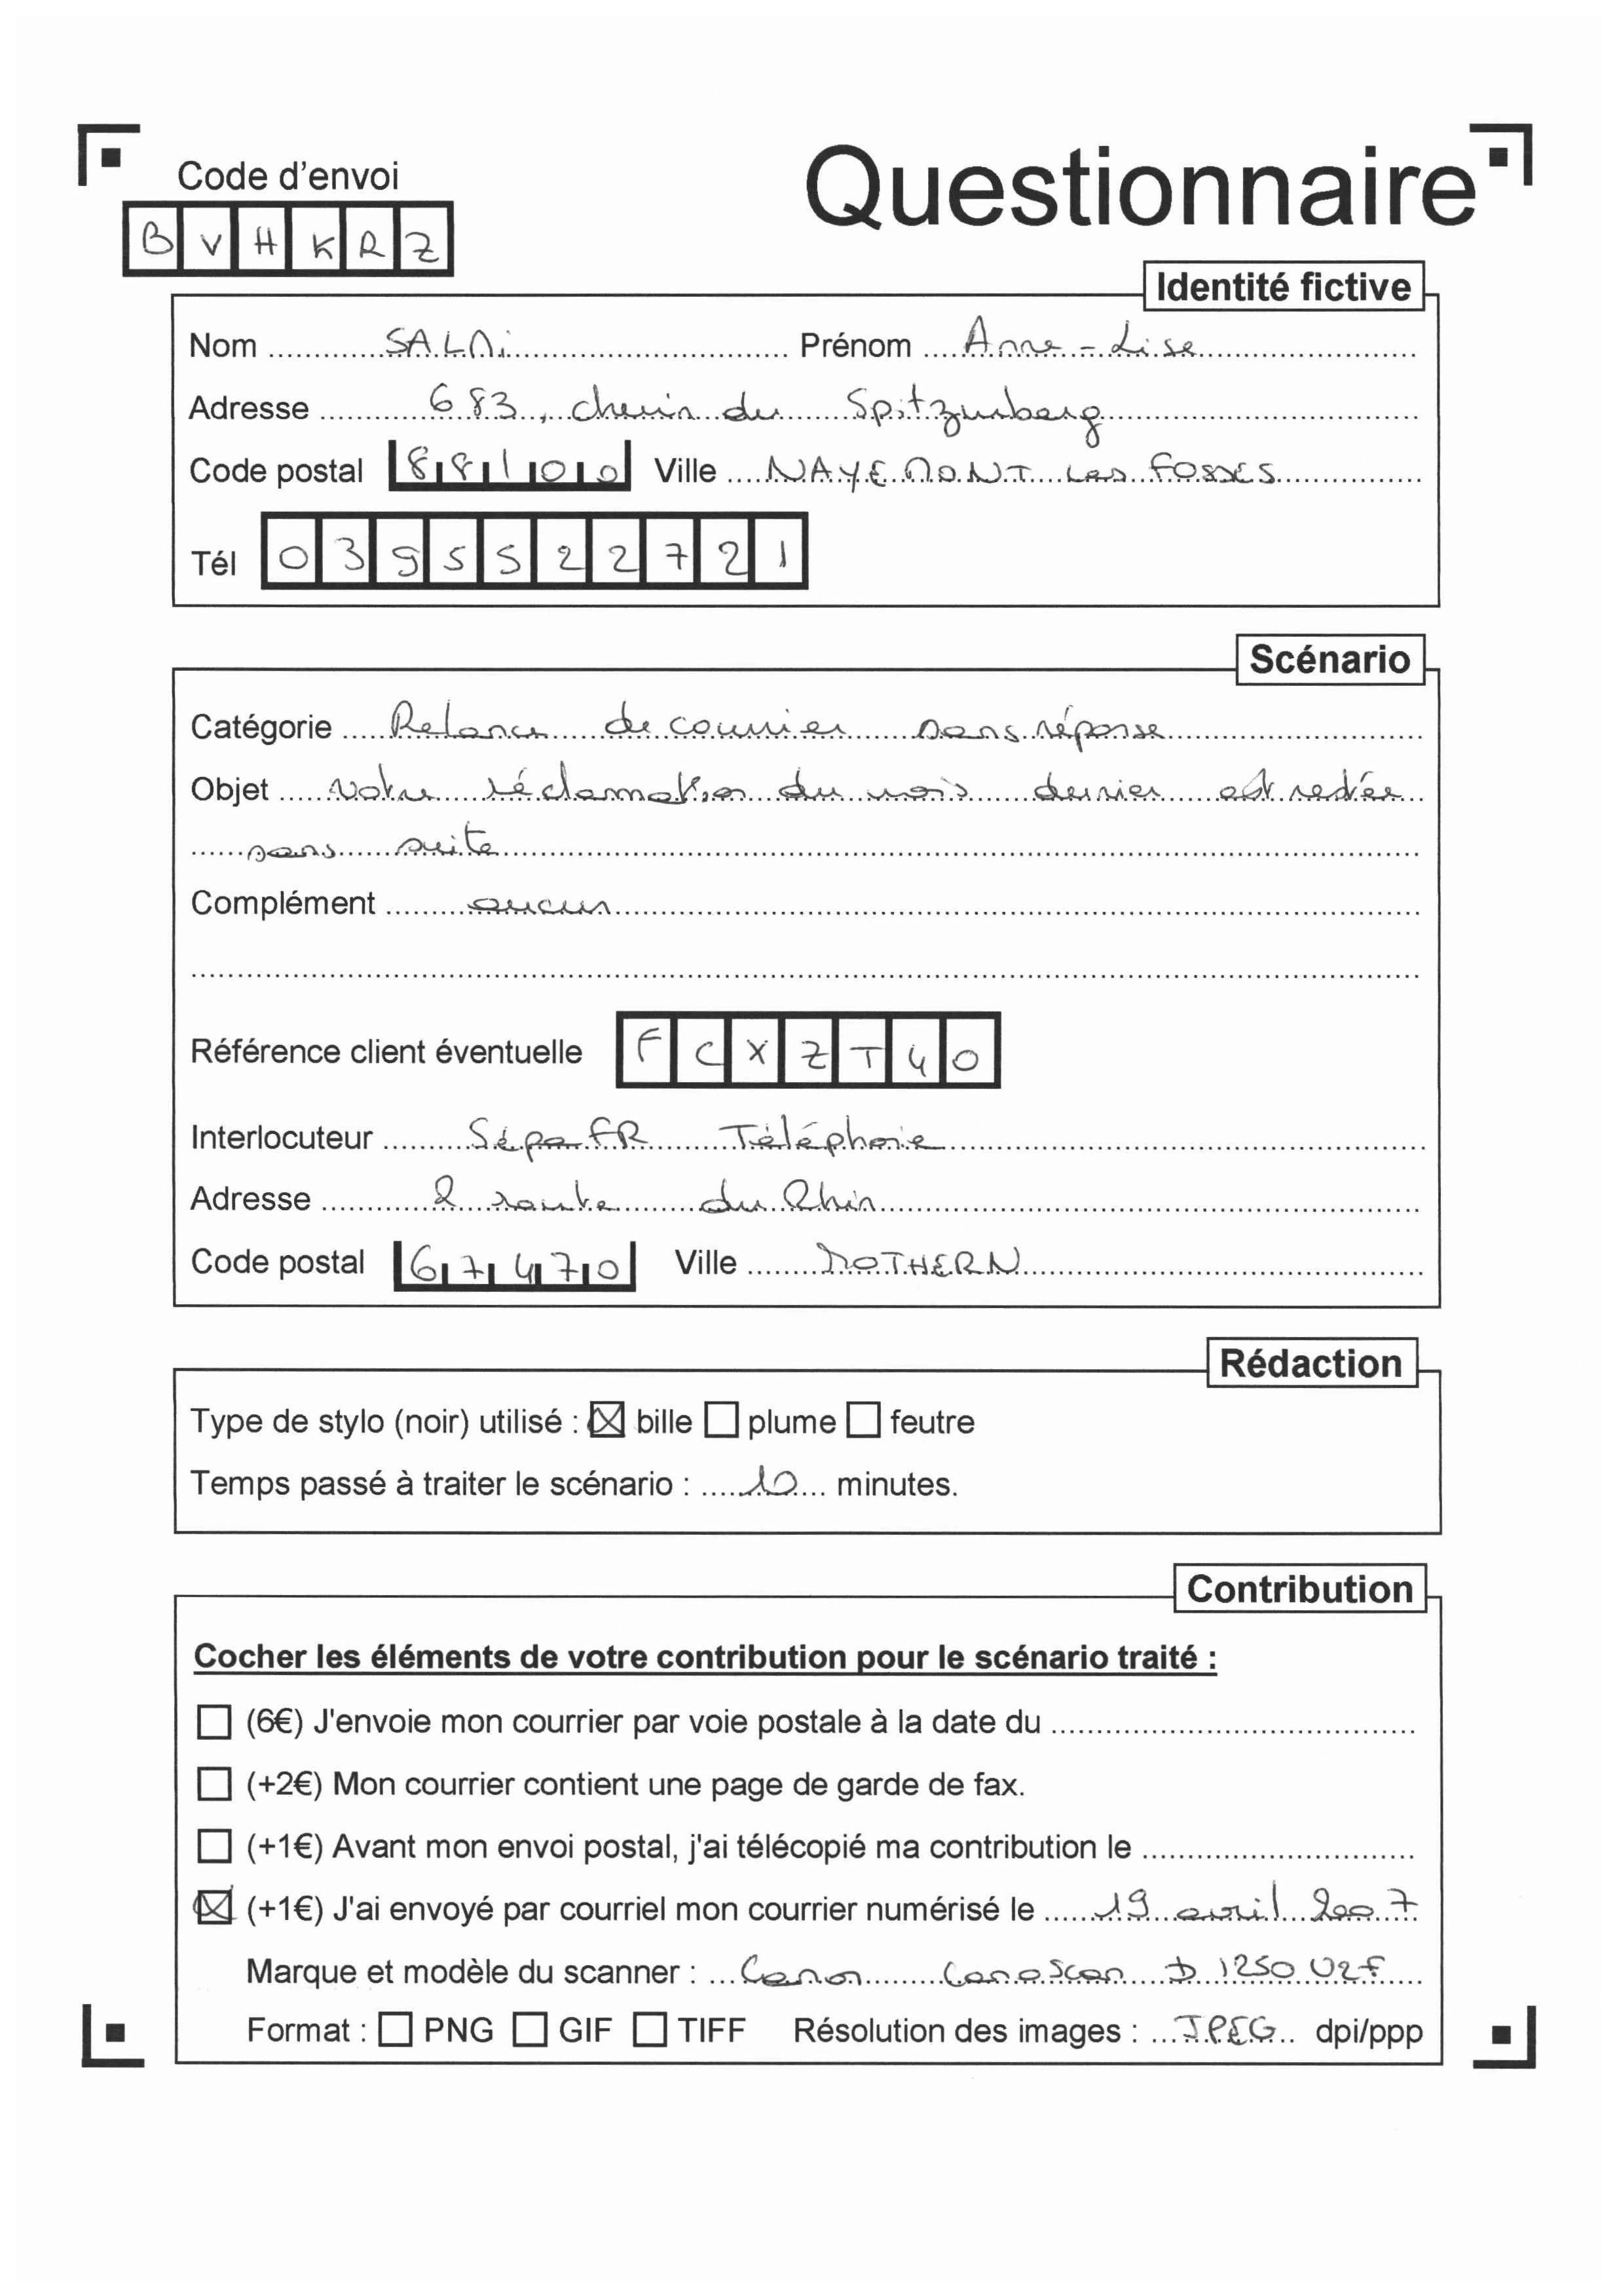 Code d'envoi
Questionnaire
B V H K R Z
Identité fictive
Nom SALMi Prénom Anne-Lise
Adresse 683, chemin du Spitzemberg
Code postal 88100 Ville NAYEMONT Les FOSSES
Tél 0395522721
Scénario
Catégorie Relance de courrier sans réponse
Objet Votre réclamation du mois dernier est restée
sans suite
Complément aucun
Référence client éventuelle F C X Z T 4 0
Interlocuteur SépaFR Téléphonie
Adresse 2 route du Rhin
Code postal 67470 Ville MOTHERN
Rédaction
Type de stylo (noir) utilisé : ☒ bille ☐ plume ☐ feutre
Temps passé à traiter le scénario : 10 minutes.
Contribution
Cocher les éléments de votre contribution pour le scénario traité :
☐ (6€) J'envoie mon courrier par voie postale à la date du
☐ (+2€) Mon courrier contient une page de garde de fax.
☐ (+1€) Avant mon envoi postal, j'ai télécopié ma contribution le
☒ (+1€) J'ai envoyé par courriel mon courrier numérisé le 19 avril 2007
Marque et modèle du scanner : Canon CanoScan D 1250 U2F
Format : ☐ PNG ☐ GIF ☐ TIFF Résolution des images : JPEG dpi/ppp